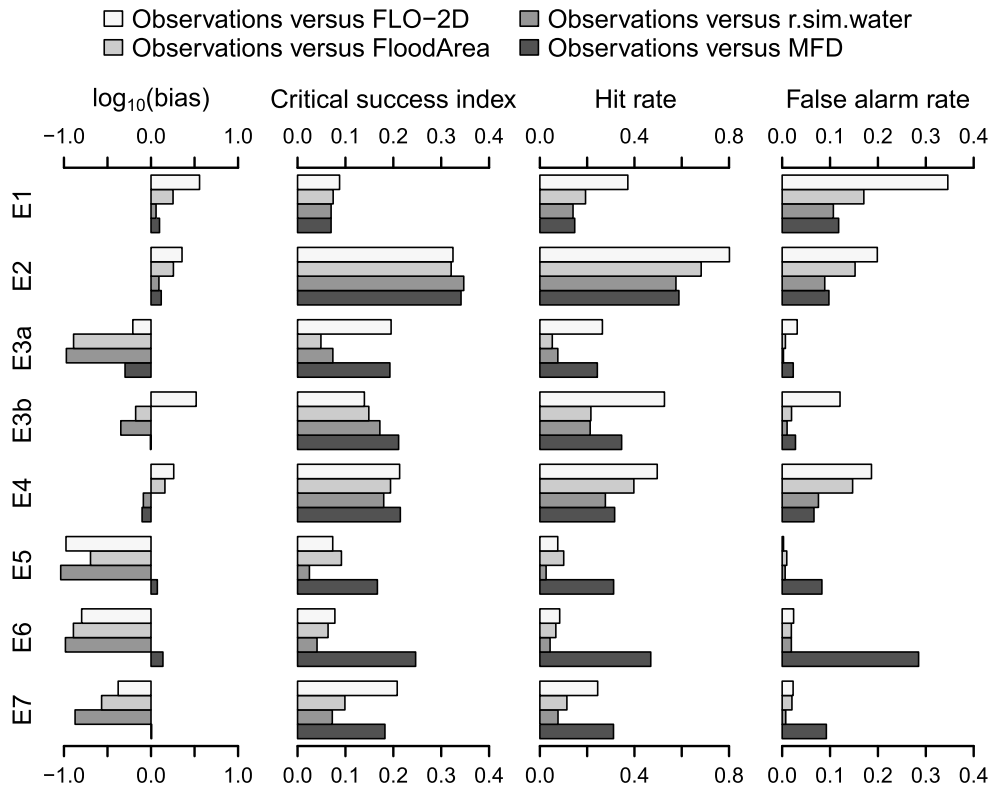 Observations versus FLO−2D
Observations versus r.sim.water
Observations versus FloodArea
Observations versus MFD
log₁₀(bias)
Critical success index
Hit rate
False alarm rate
−1.0 0.0 1.0
0.0 0.1 0.2 0.3 0.4
0.0 0.4 0.8
0.0 0.1 0.2 0.3 0.4
E1
E2
E3a
E3b
E4
E5
E6
E7
−1.0 0.0 1.0
0.0 0.1 0.2 0.3 0.4
0.0 0.4 0.8
0.0 0.1 0.2 0.3 0.4